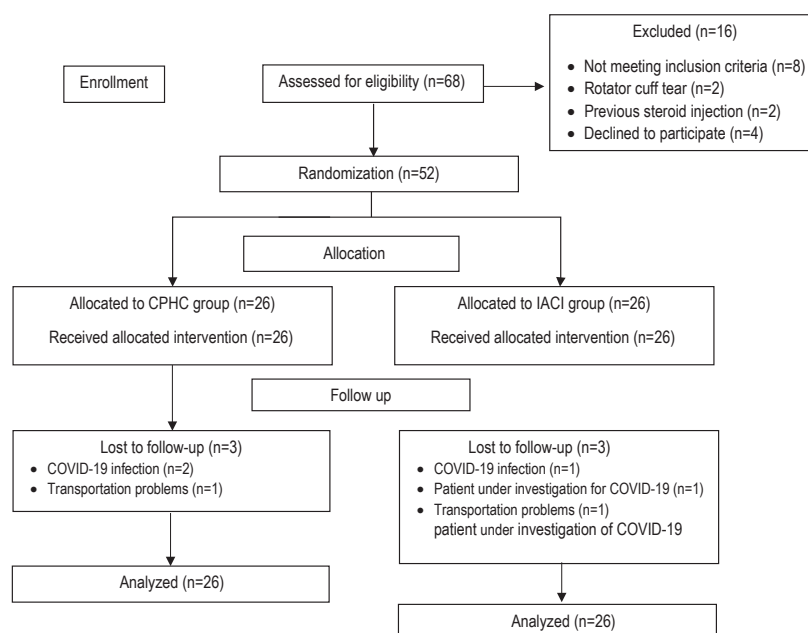 Enrollment
Assessed for eligibility (n=68)
Excluded (n=16)
● Not meeting inclusion criteria (n=8)
● Rotator cuff tear (n=2)
● Previous steroid injection (n=2)
● Declined to participate (n=4)
Randomization (n=52)
Allocation
Allocated to CPHC group (n=26)
Received allocated intervention (n=26)
Allocated to IACI group (n=26)
Received allocated intervention (n=26)
Follow up
Lost to follow-up (n=3)
● COVID-19 infection (n=2)
● Transportation problems (n=1)
Lost to follow-up (n=3)
● COVID-19 infection (n=1)
● Patient under investigation for COVID-19 (n=1)
● Transportation problems (n=1)
patient under investigation of COVID-19
Analyzed (n=26)
Analyzed (n=26)